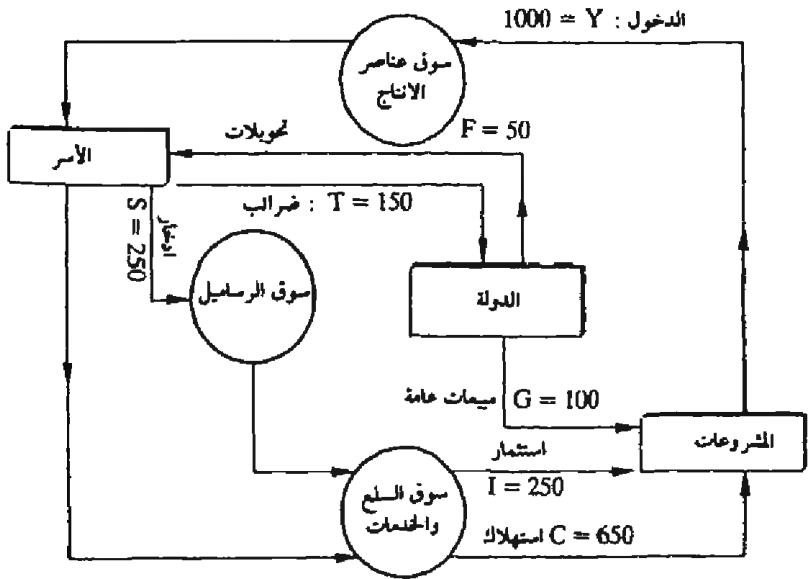 الدخول : Y = 1000
سوق عناصر
الانتاج
F = 50
تحويلات
الأسر
ضرائب : T = 150
ادخار
S = 250
سوق الرساميل
الدولة
مبيعات عامة G = 100
المشروعات
استثمار
I = 250
سوق السلع
والخدمات
استهلاك C = 650